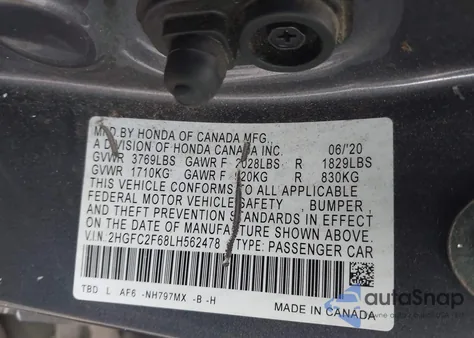 MFD. BY HONDA OF CANADA MFG.,
A DIVISION OF HONDA CANADA INC. 06/'20
GVWR 3769LBS GAWR F 2028LBS R 1829LBS
GVWR 1710KG GAWR F 920KG R 830KG
THIS VEHICLE CONFORMS TO ALL APPLICABLE
FEDERAL MOTOR VEHICLE SAFETY, BUMPER,
AND THEFT PREVENTION STANDARDS IN EFFECT
ON THE DATE OF MANUFACTURE SHOWN ABOVE.
V.I.N. 2HGFC2F68LH562478 TYPE: PASSENGER CAR
TBD L AF6 -NH797MX -B -H
MADE IN CANADA
autoSnap